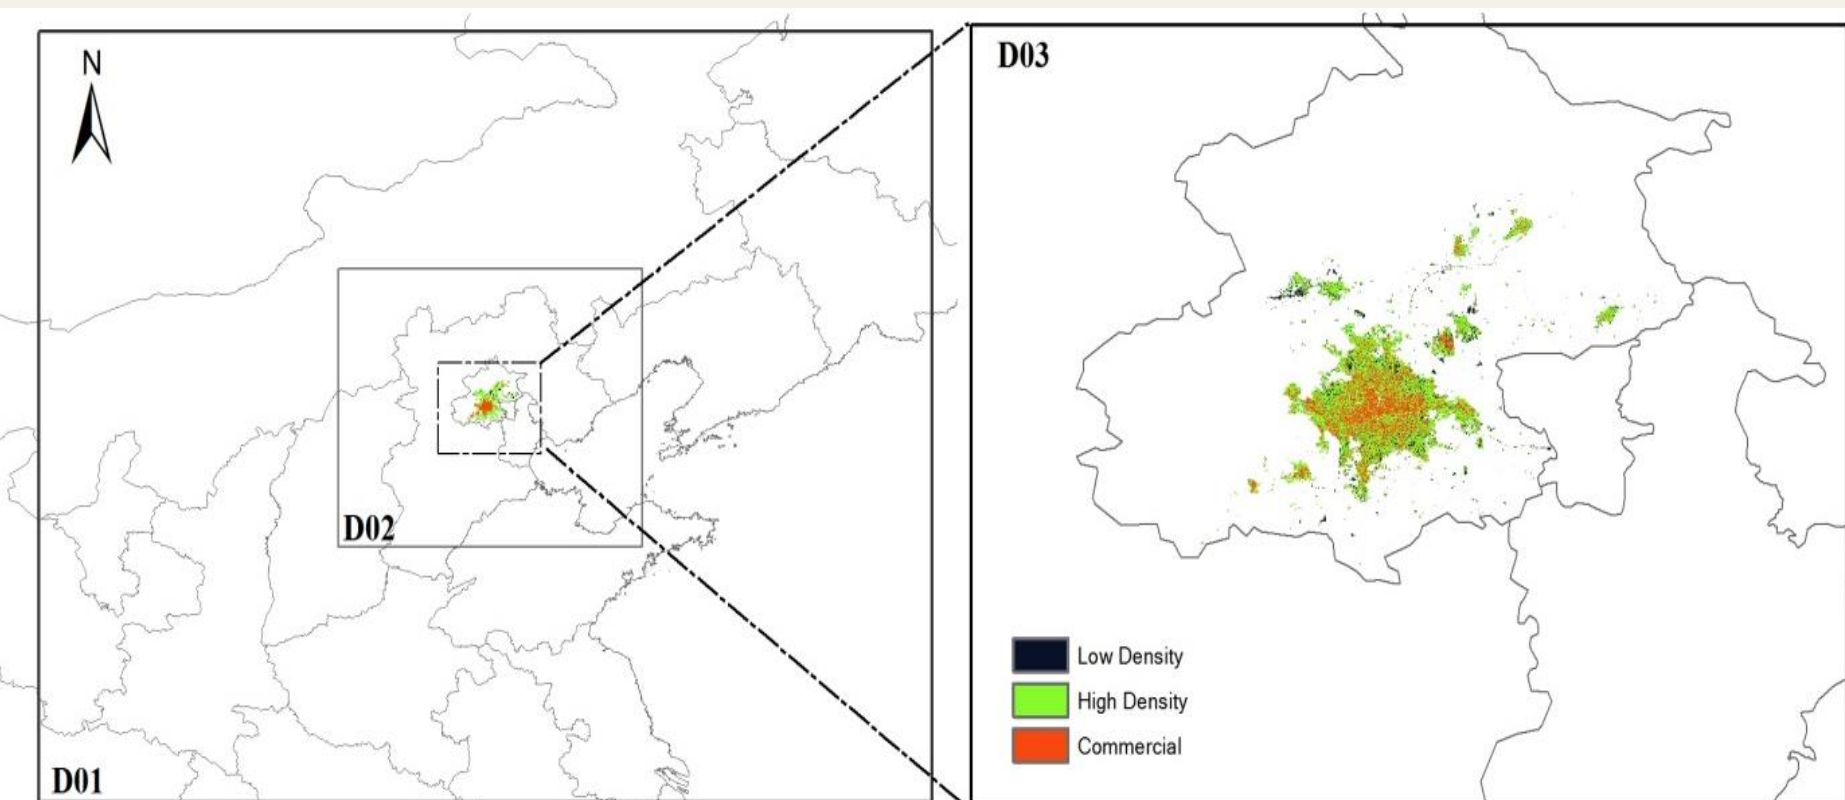 N
D03
D02
D01
Low Density
High Density
Commercial